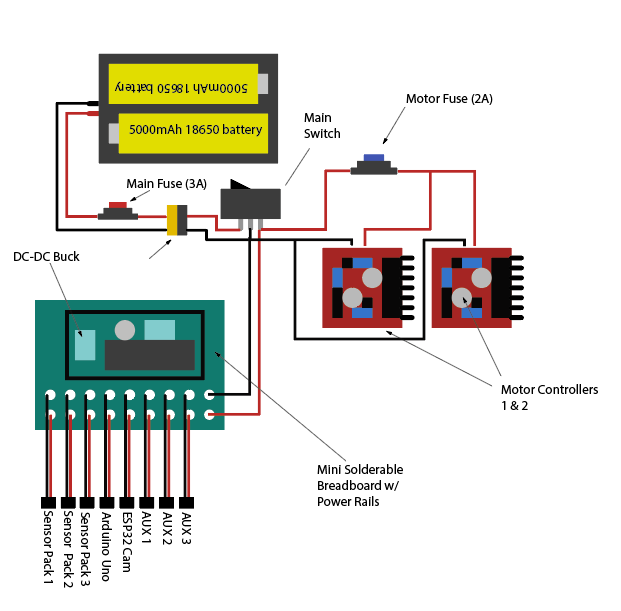 5000mAh 18650 battery
5000mAh 18650 battery
Main
Switch
Motor Fuse (2A)
Main Fuse (3A)
DC-DC Buck
Motor Controllers
1 & 2
Mini Solderable
Breadboard w/
Power Rails
Sensor Pack 1
Sensor Pack 2
Sensor Pack 3
Arduino Uno
ESP32 Cam
AUX 1
AUX 2
AUX 3